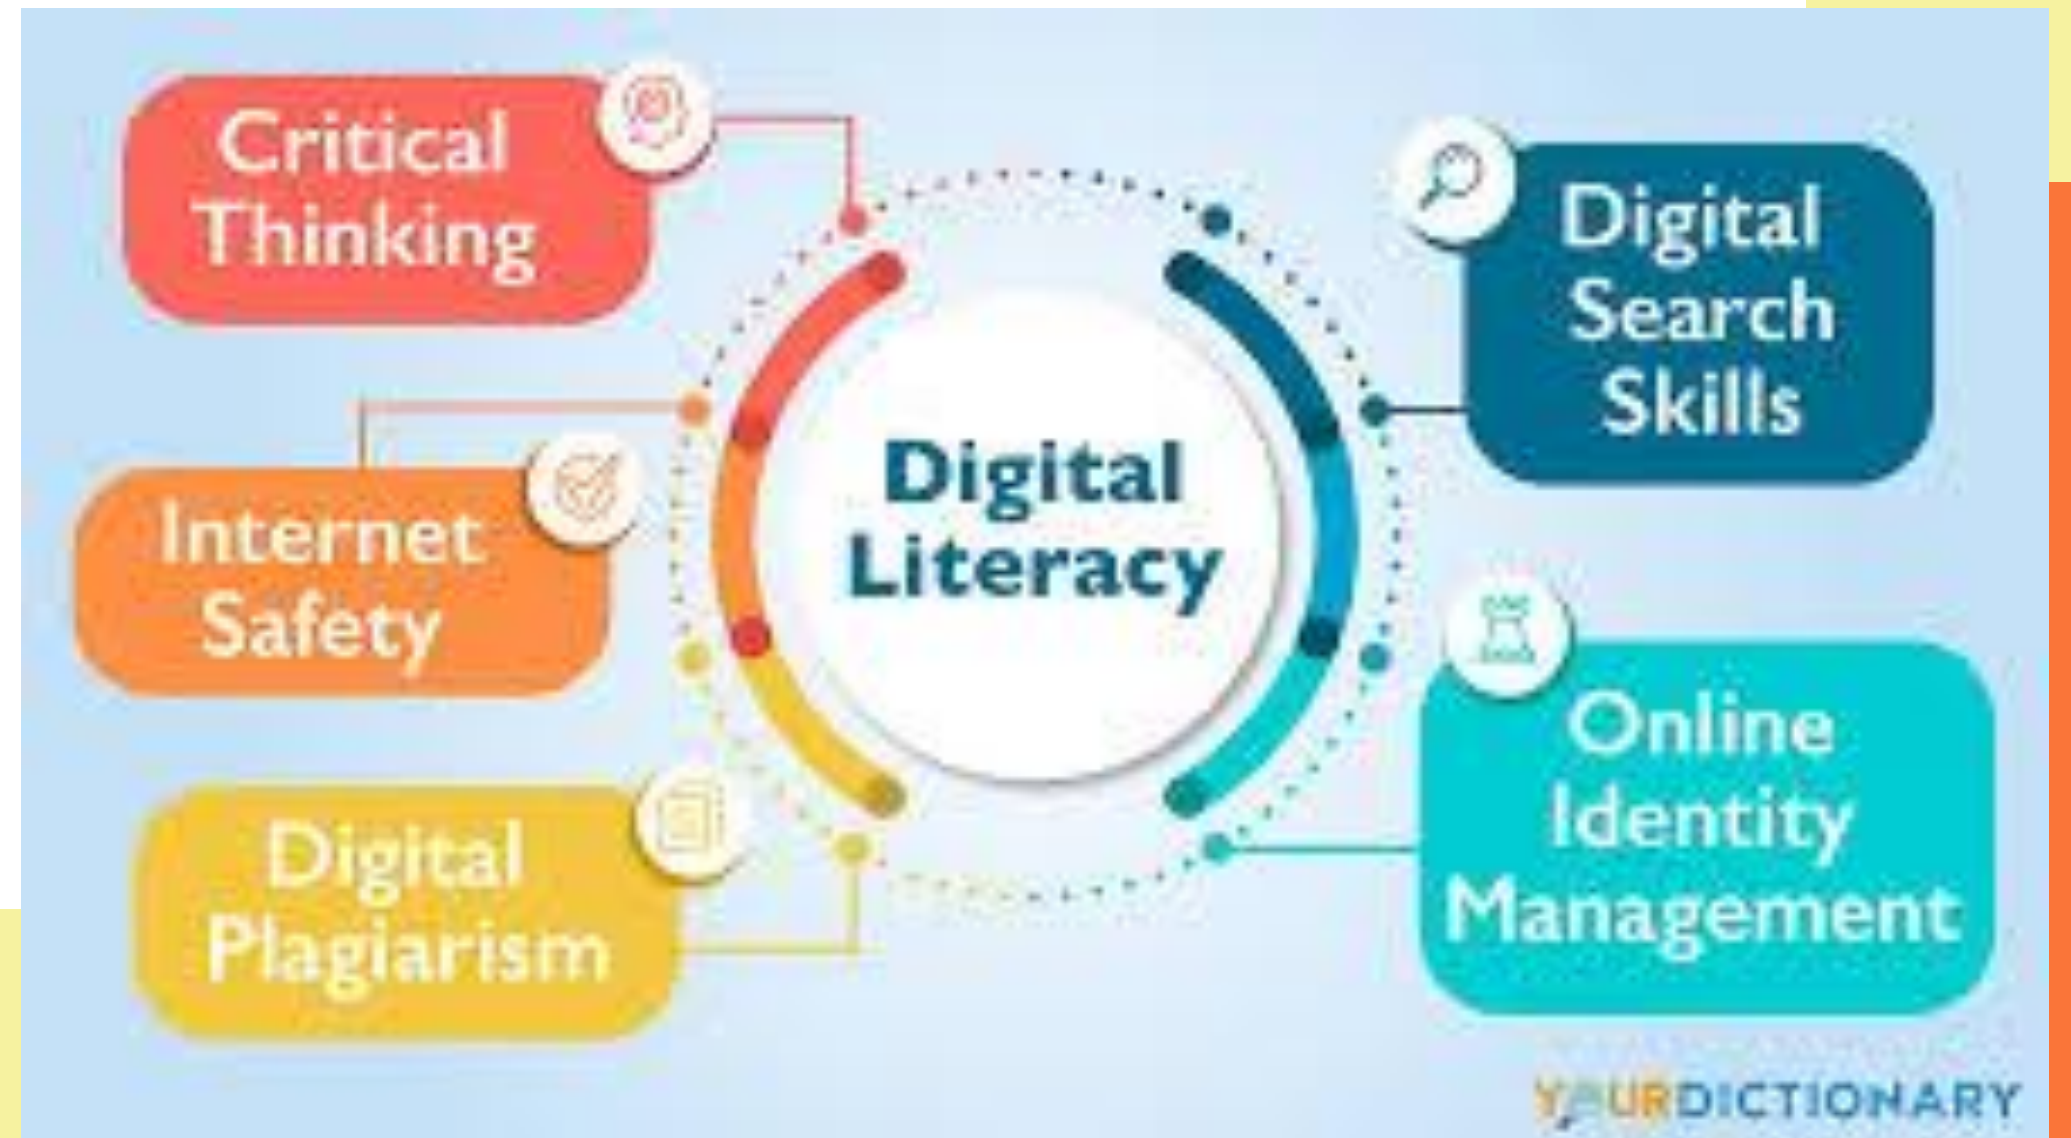 Critical
Thinking
Internet
Safety
Digital
Plagiarism
Digital
Literacy
Digital
Search
Skills
Online
Identity
Management
YOURDICTIONARY